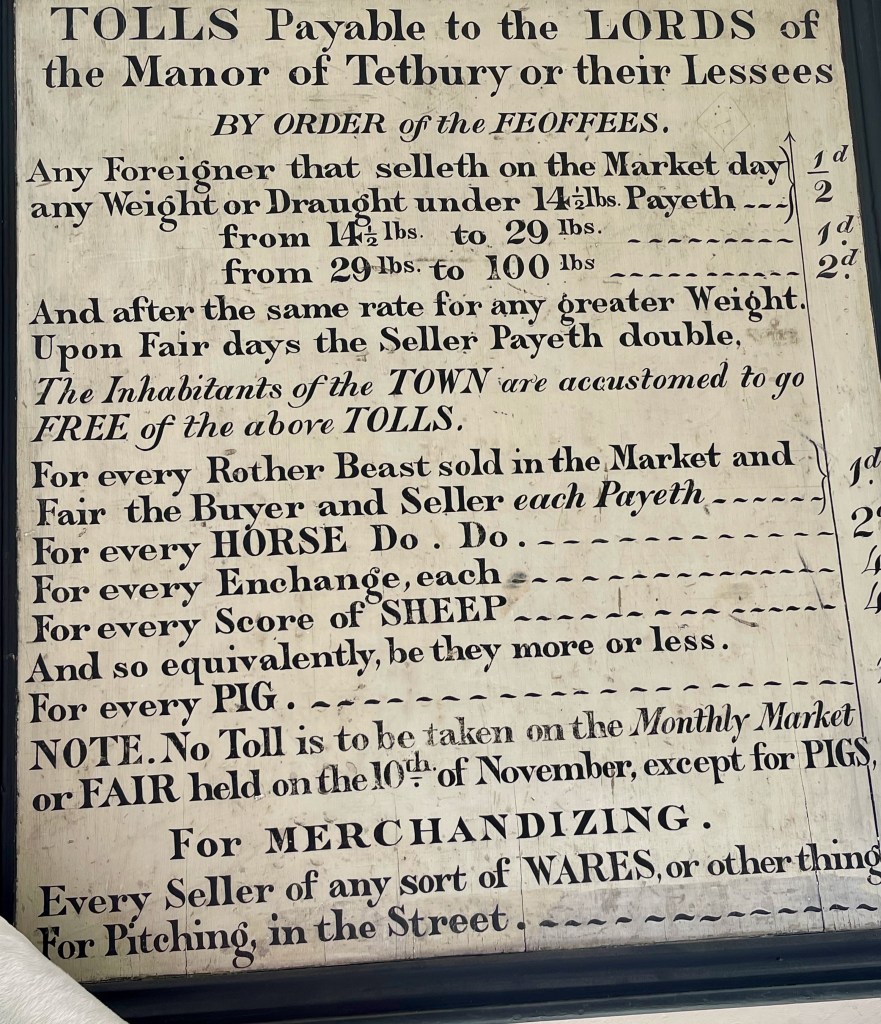 TOLLS Payable to the LORDS of
the Manor of Tetbury or their Lessees
BY ORDER of the FEOFFEES.
Any Foreigner that selleth on the Market day
any Weight or Draught under 14½lbs. Payeth ---- ½d
from 14½ lbs. to 29 lbs. --------- 1d.
from 29 lbs. to 100 lbs ---------- 2d.
And after the same rate for any greater Weight.
Upon Fair days the Seller Payeth double.
The Inhabitants of the TOWN are accustomed to go
FREE of the above TOLLS.
For every Rother Beast sold in the Market and
Fair the Buyer and Seller each Payeth ------ 1d.
For every HORSE Do. Do. -------------- 2
For every Enchange, each -------------- 4
For every Score of SHEEP -------------- 4
And so equivalently, be they more or less.
For every PIG. --------------------
NOTE. No Toll is to be taken on the Monthly Market
or FAIR held on the 10th. of November, except for PIGS,
For MERCHANDIZING.
Every Seller of any sort of WARES, or other thing
For Pitching, in the Street. --------------